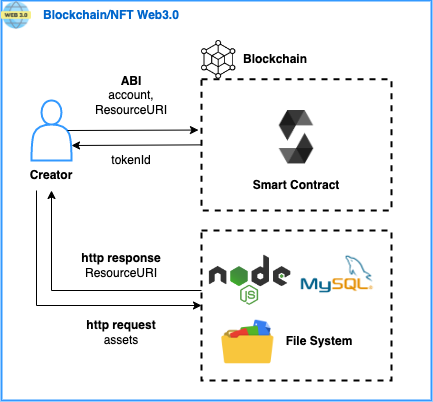 WEB 3.0
Blockchain/NFT Web3.0
Blockchain
ABI
account,
ResourceURI
tokenId
Smart Contract
Creator
http response
ResourceURI
http request
assets
node
JS
MySQL
File System